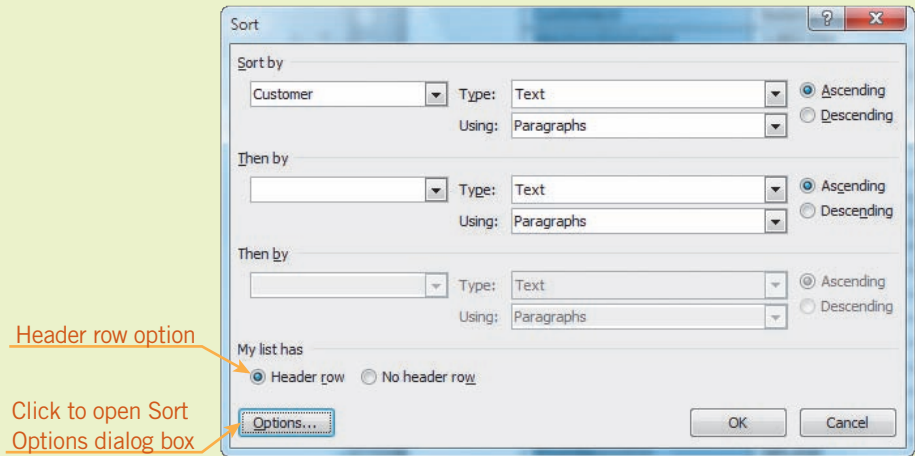 Sort
Sort by
Customer
Type: Text
Ascending
Using: Paragraphs
Descending
Then by
Type: Text
Ascending
Using: Paragraphs
Descending
Then by
Type: Text
Ascending
Using: Paragraphs
Descending
Header row option
My list has
Header row
No header row
Click to open Sort
Options dialog box
Options...
OK
Cancel